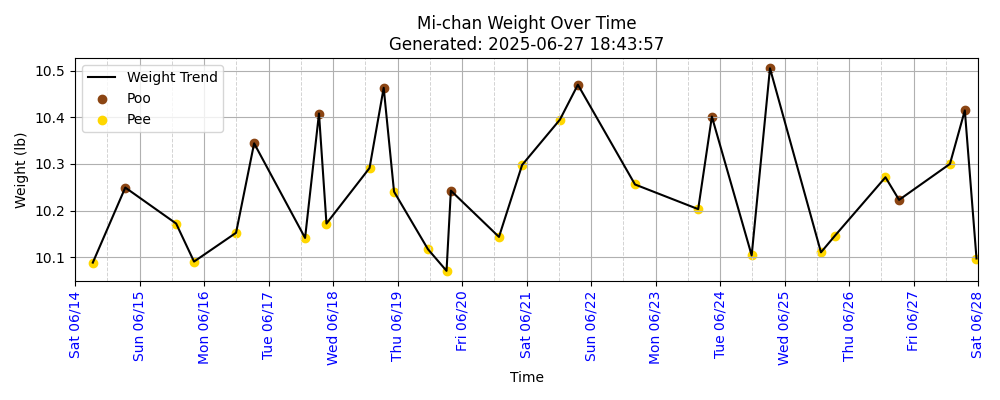 Mi-chan Weight Over Time
Generated: 2025-06-27 18:43:57
Weight Trend
Poo
Pee
Weight (lb)
10.5
10.4
10.3
10.2
10.1
Sat 06/14
Sun 06/15
Mon 06/16
Tue 06/17
Wed 06/18
Thu 06/19
Fri 06/20
Sat 06/21
Sun 06/22
Mon 06/23
Tue 06/24
Wed 06/25
Thu 06/26
Fri 06/27
Sat 06/28
Time